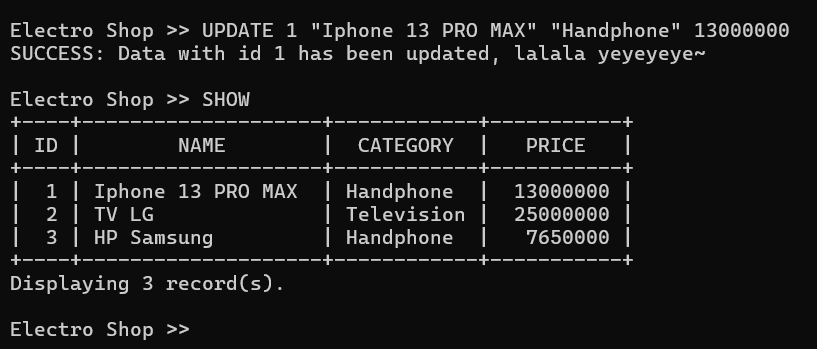 Electro Shop >> UPDATE 1 "Iphone 13 PRO MAX" "Handphone" 13000000
SUCCESS: Data with id 1 has been updated, lalala yeyeyeye~
Electro Shop >> SHOW
+----+--------------------+------------+-----------+
| ID |        NAME        |  CATEGORY  |   PRICE   |
+----+--------------------+------------+-----------+
|  1 | Iphone 13 PRO MAX  | Handphone  |  13000000 |
|  2 | TV LG              | Television |  25000000 |
|  3 | HP Samsung         | Handphone  |   7650000 |
+----+--------------------+------------+-----------+
Displaying 3 record(s).
Electro Shop >>